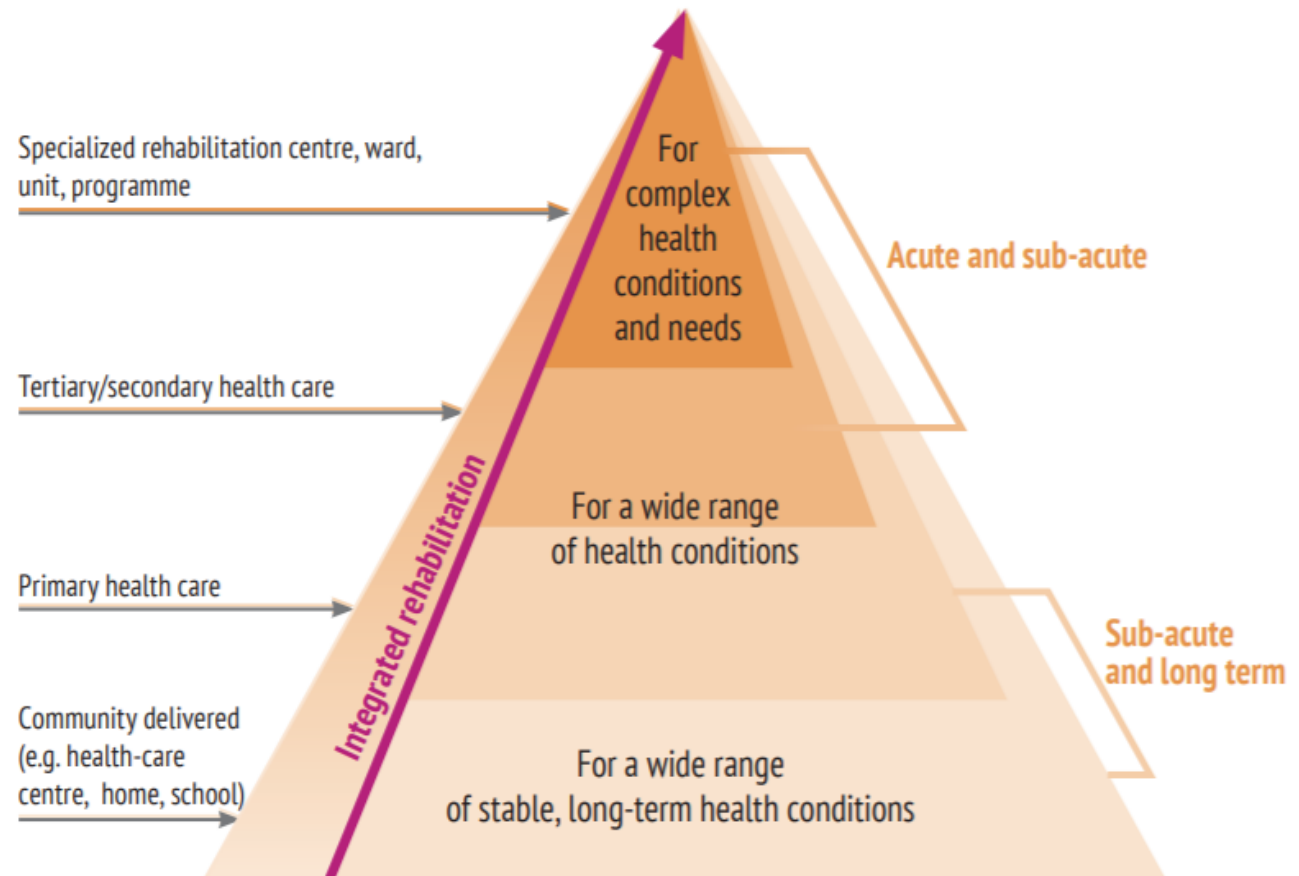 Specialized rehabilitation centre, ward,
unit, programme
For
complex
health
conditions
and needs
Acute and sub-acute
Tertiary/secondary health care
Integrated rehabilitation
For a wide range
of health conditions
Primary health care
Sub-acute
and long term
Community delivered
(e.g. health-care
centre, home, school)
For a wide range
of stable, long-term health conditions